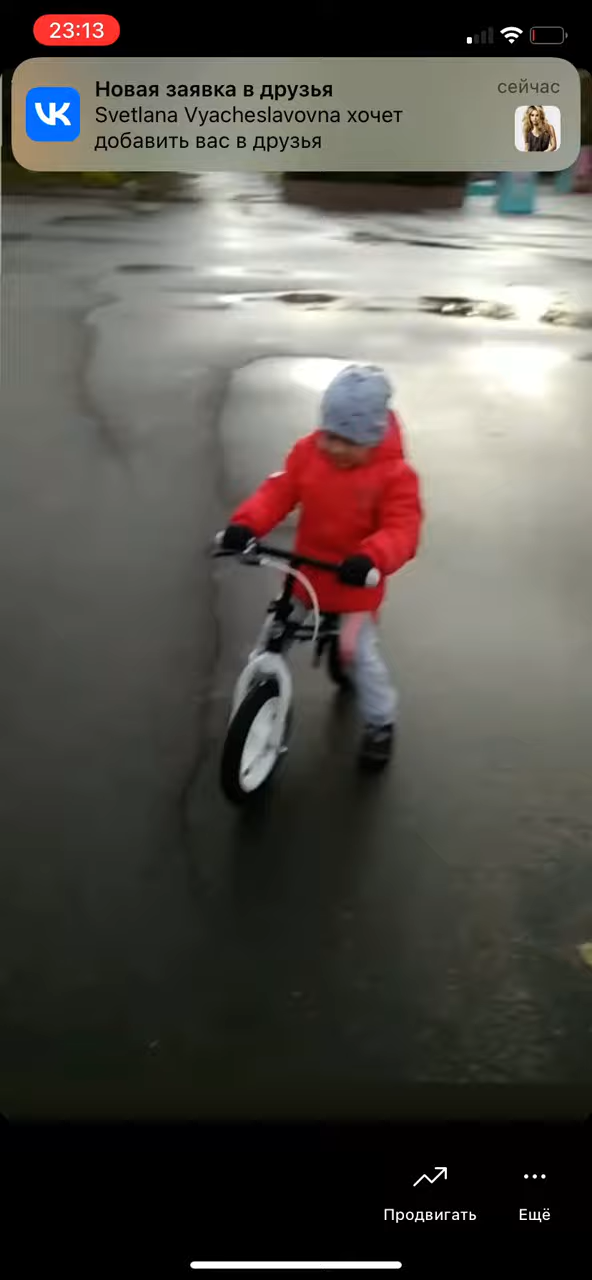 23:13
Новая заявка в друзья
сейчас
Svetlana Vyacheslavovna хочет
добавить вас в друзья
Продвигать
Ещё